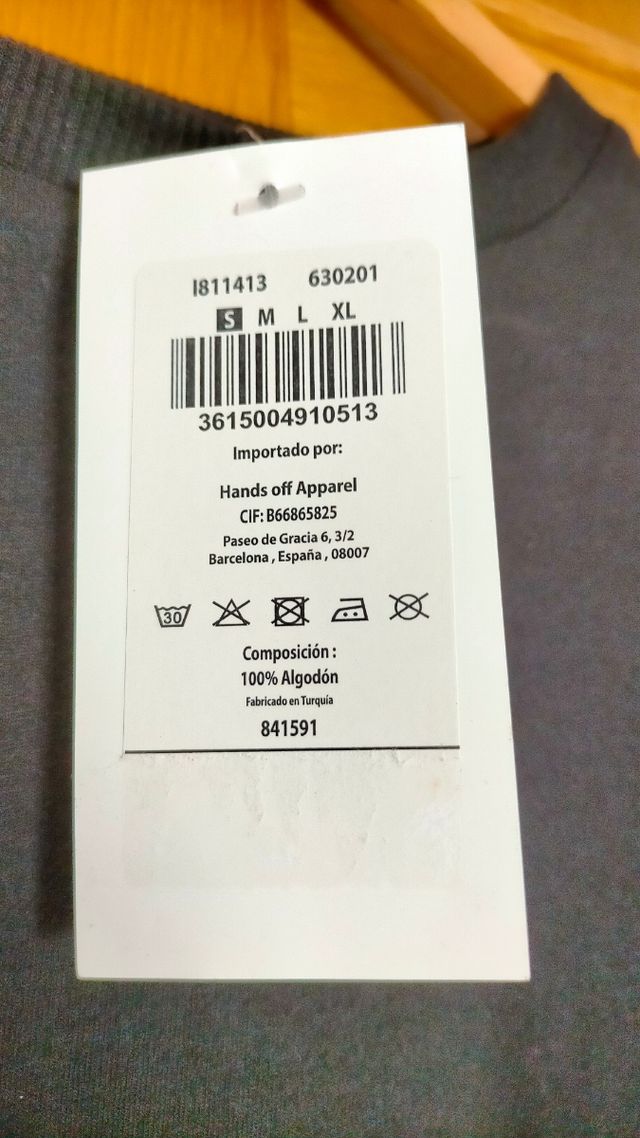 I811413 630201
S M L XL
3615004910513
Importado por:
Hands off Apparel
CIF: B66865825
Paseo de Gracia 6, 3/2
Barcelona , España , 08007
30
Composición :
100% Algodón
Fabricado en Turquía
841591